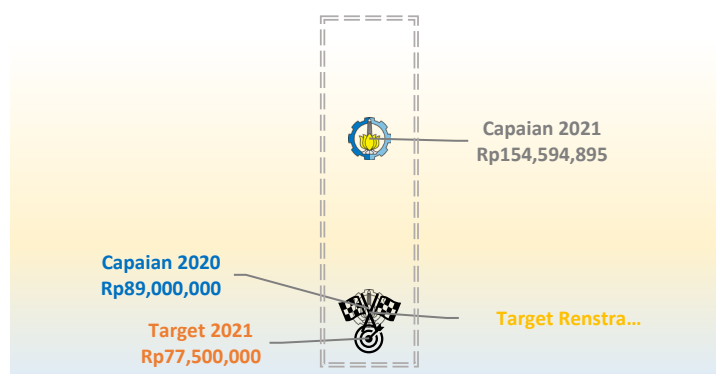 Capaian 2021
Rp154,594,895
Capaian 2020
Rp89,000,000
Target Renstra...
Target 2021
Rp77,500,000